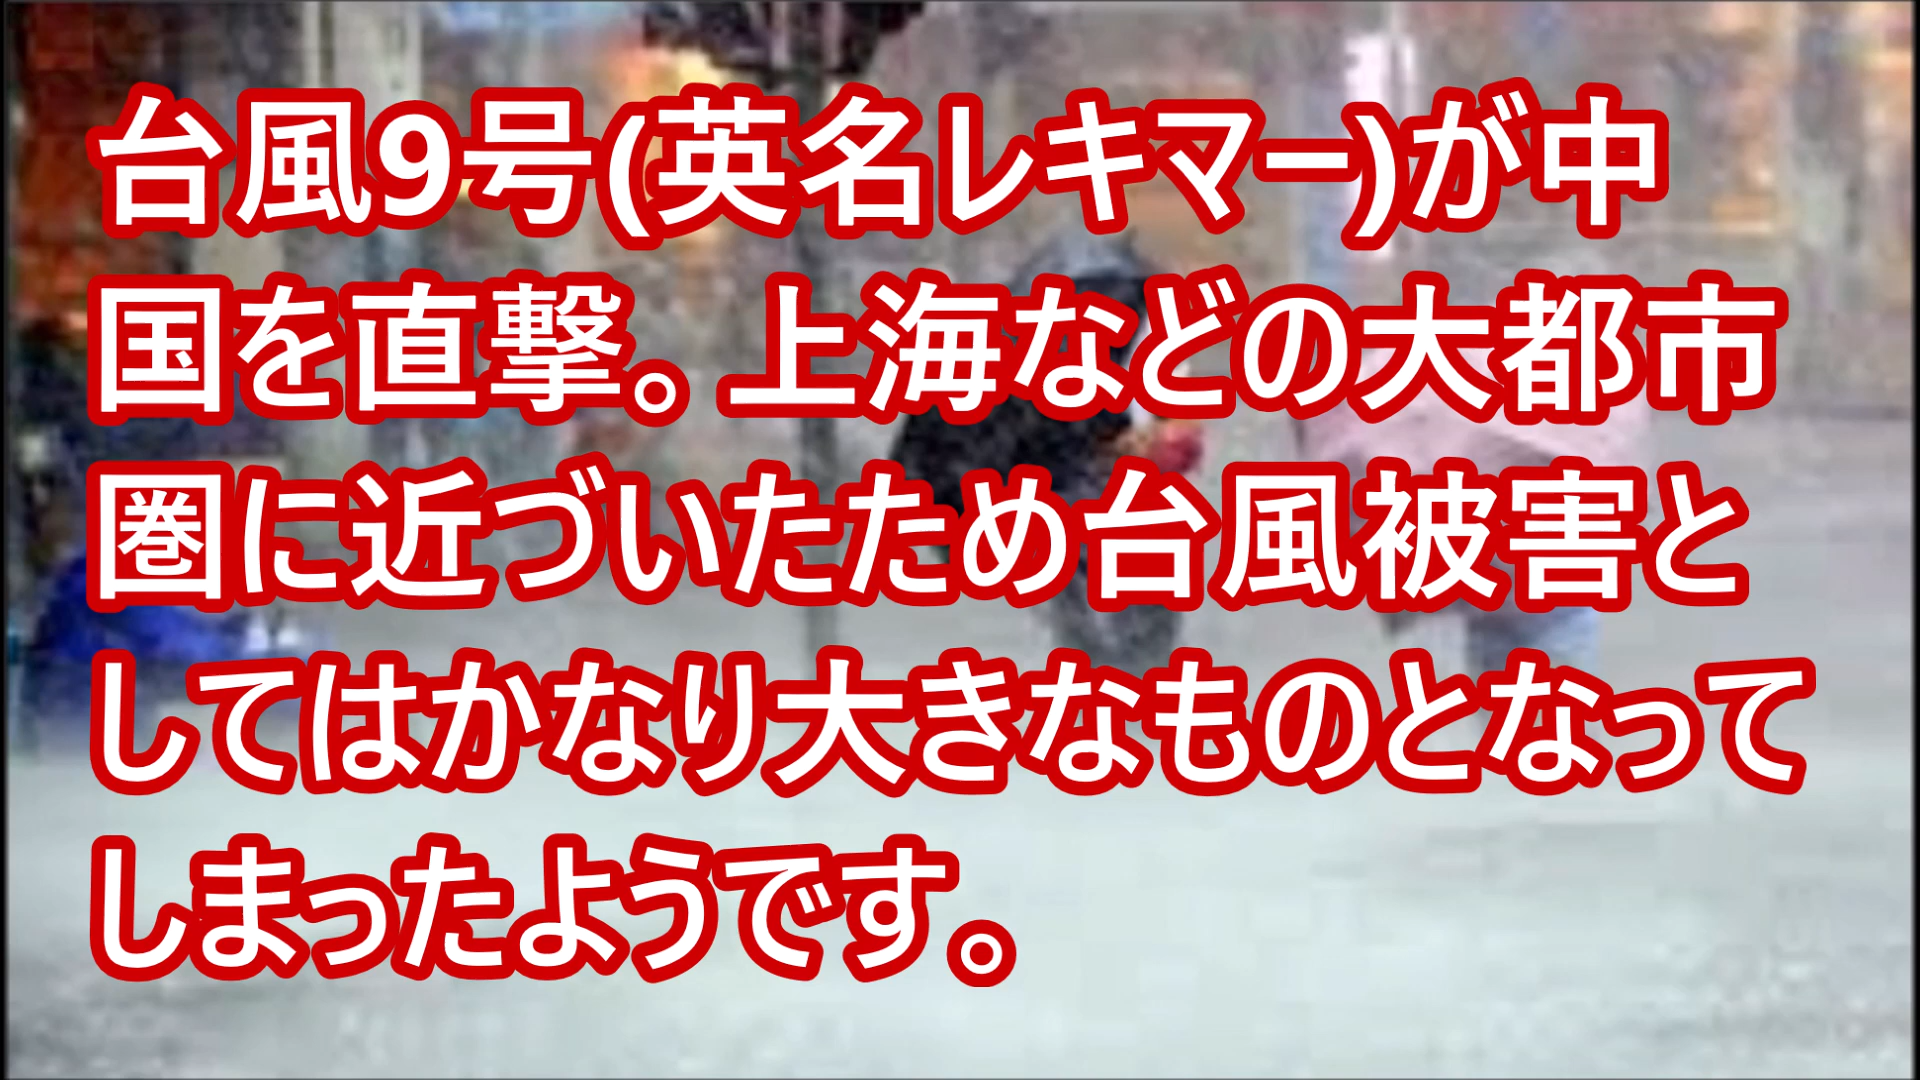 台風9号(英名レキマー)が中
国を直撃。上海などの大都市
圏に近づいたため台風被害と
してはかなり大きなものとなって
しまったようです。